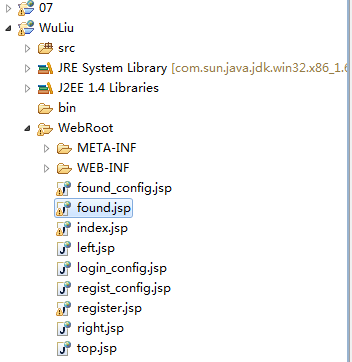 07
WuLiu
src
JRE System Library [com.sun.java.jdk.win32.x86_1.6
J2EE 1.4 Libraries
bin
WebRoot
META-INF
WEB-INF
found_config.jsp
found.jsp
index.jsp
left.jsp
login_config.jsp
regist_config.jsp
register.jsp
right.jsp
top.jsp